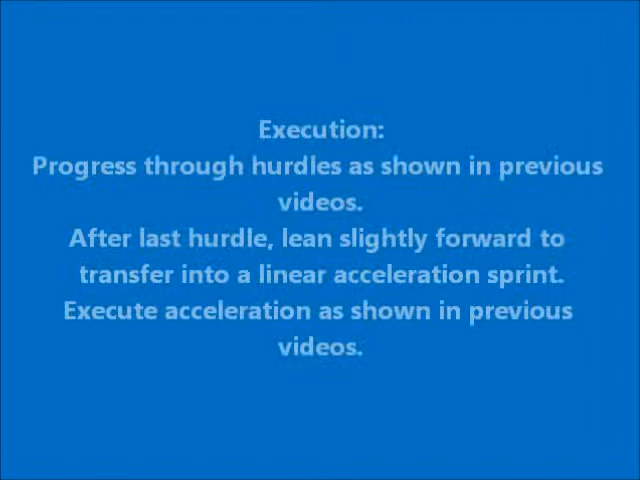 Execution:
Progress through hurdles as shown in previous
videos.
After last hurdle, lean slightly forward to
transfer into a linear acceleration sprint.
Execute acceleration as shown in previous
videos.